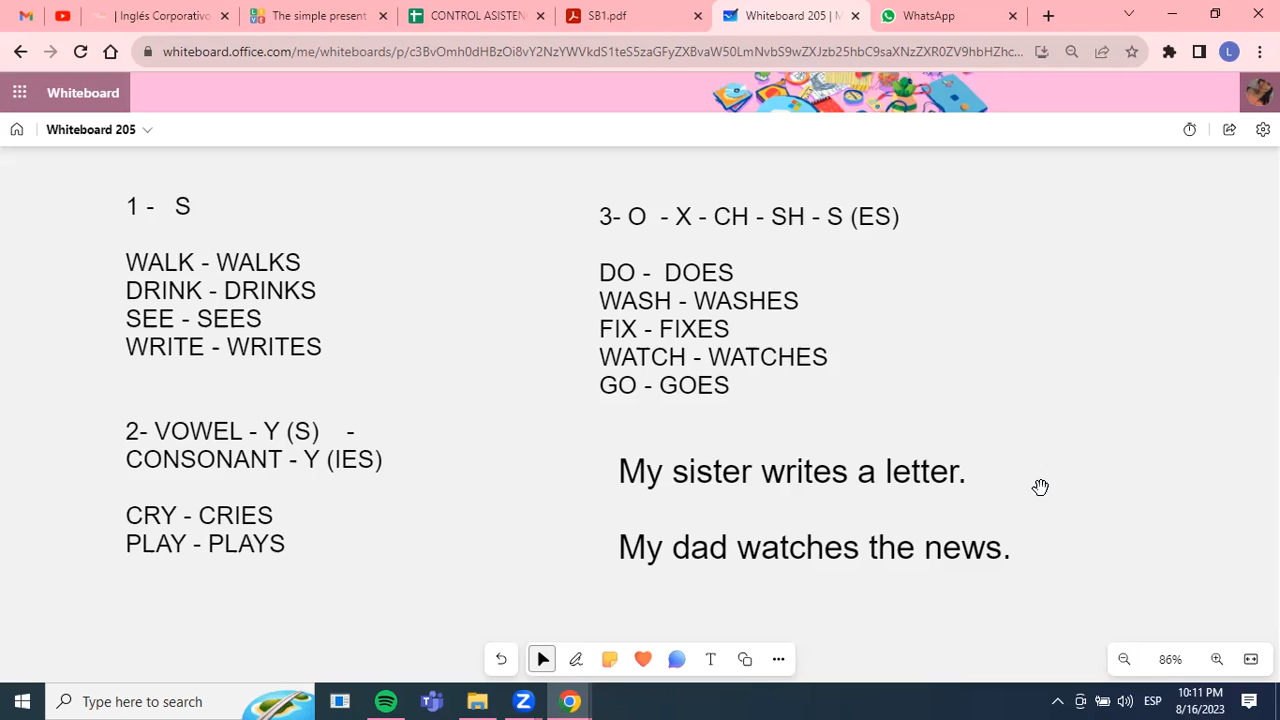 Inglés Corporativo
The simple present
CONTROL ASISTEN
SB1.pdf
Whiteboard 205 | M
WhatsApp
Whiteboard
Whiteboard 205
1 - S
WALK - WALKS
DRINK - DRINKS
SEE - SEES
WRITE - WRITES
2- VOWEL - Y (S) -
CONSONANT - Y (IES)
CRY - CRIES
PLAY - PLAYS
3- O - X - CH - SH - S (ES)
DO - DOES
WASH - WASHES
FIX - FIXES
WATCH - WATCHES
GO - GOES
My sister writes a letter.
My dad watches the news.
86%
Type here to search
ESP
10:11 PM
8/16/2023